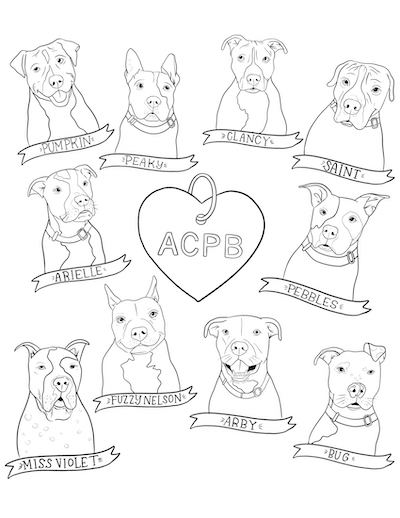 PUMPKIN
PEAKY
CLANCY
SAINT
ARIELLE
ACPB
PEBBLES
FUZZY NELSON
MISS VIOLET
ARBY
BUG